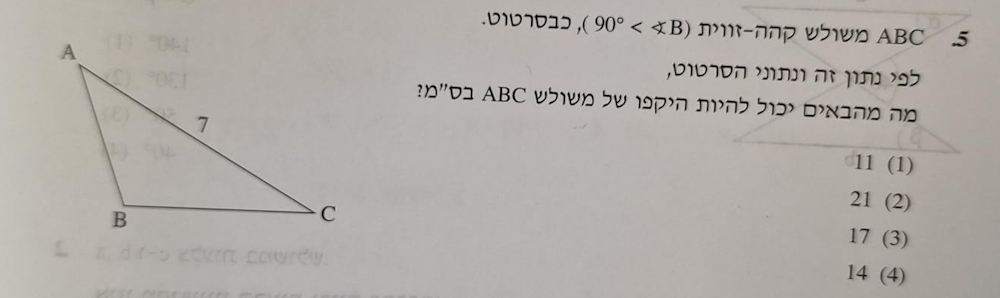 5. ABC משולש קהה-זווית (90° < ∢B), כבסרטוט.
לפי נתון זה ונתוני הסרטוט,
מה מהבאים יכול להיות היקפו של משולש ABC בס"מ?
(1) 11
(2) 21
(3) 17
(4) 14
A
7
B
C